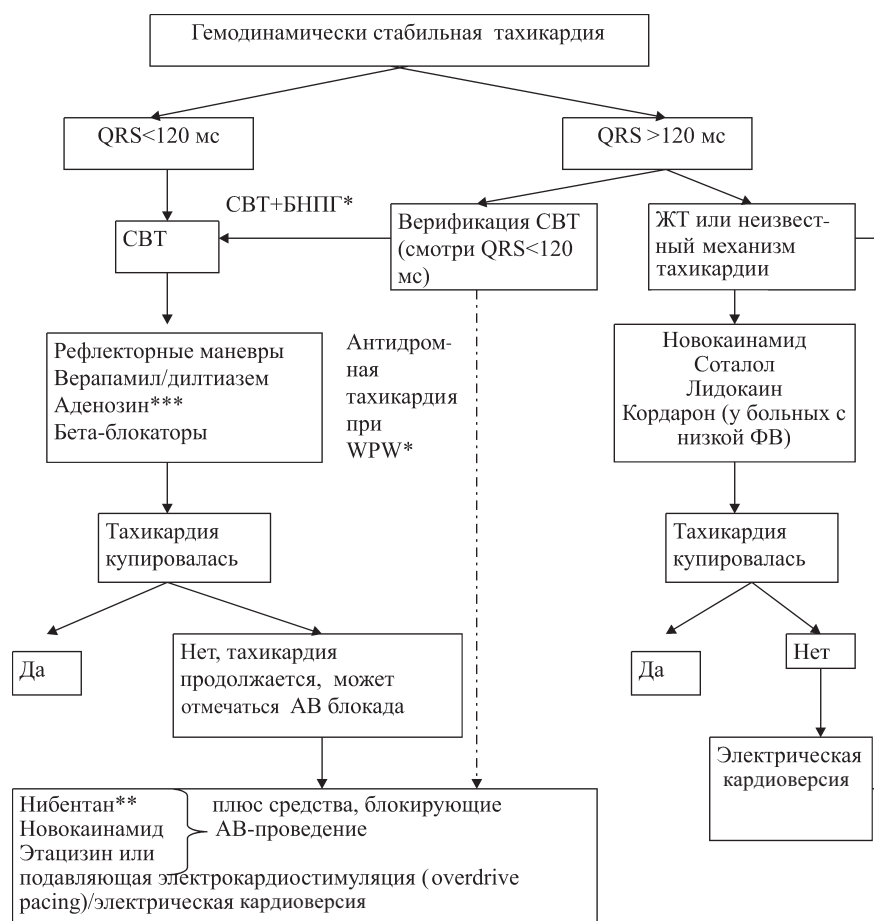 Гемодинамически стабильная тахикардия
QRS<120 мс
QRS >120 мс
СВТ+БНПГ*
СВТ
Верификация СВТ
(смотри QRS<120
мс)
ЖТ или неизвест-
ный механизм
тахикардии
Рефлекторные маневры
Верапамил/дилтиазем
Аденозин***
Бета-блокаторы
Антидром-
ная
тахикардия
при
WPW*
Новокаинамид
Соталол
Лидокаин
Кордарон (у больных с
низкой ФВ)
Тахикардия
купировалась
Тахикардия
купировалась
Да
Нет, тахикардия
продолжается, может
отмечаться АВ блокада
Да
Нет
Электрическая
кардиоверсия
Нибентан** плюс средства, блокирующие
Новокаинамид АВ-проведение
Этацизин или
подавляющая электрокардиостимуляция (overdrive
pacing)/электрическая кардиоверсия